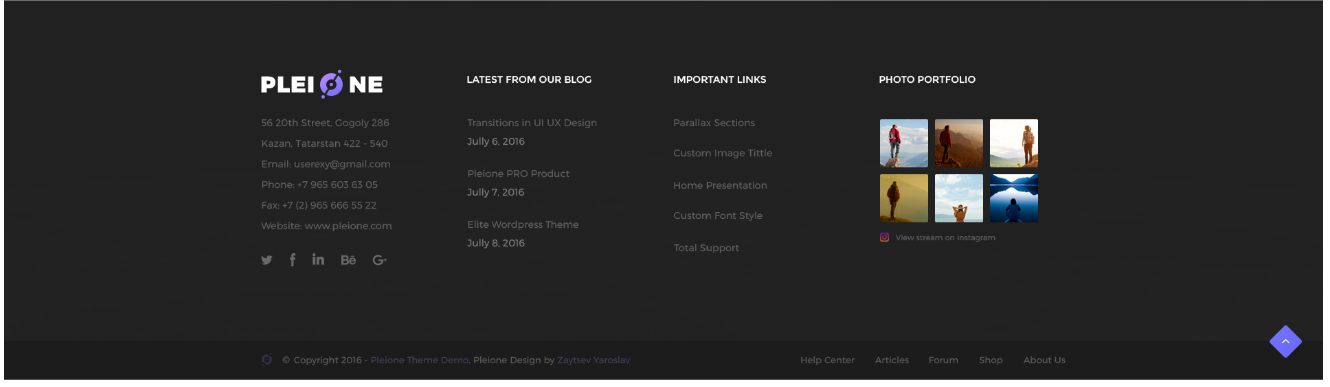 PLEIONE
56 20th Street, Gogoly 286
Kazan, Tatarstan 422 - 540
Email: userexy@gmail.com
Phone: +7 965 603 63 05
Fax: +7 (2) 965 666 55 22
Website: www.pleione.com
Bē
G+
LATEST FROM OUR BLOG
Transitions in UI UX Design
Jully 6, 2016
Pleione PRO Product
Jully 7, 2016
Elite Wordpress Theme
Jully 8, 2016
IMPORTANT LINKS
Parallax Sections
Custom Image Tittle
Home Presentation
Custom Font Style
Total Support
PHOTO PORTFOLIO
View stream on Instagram
© Copyright 2016 - Pleione Theme Demo. Pleione Design by Zaytsev Yaroslav
Help Center Articles Forum Shop About Us